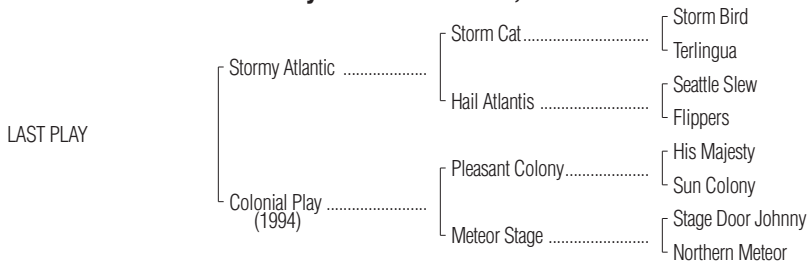 Storm Bird
Storm Cat
Terlingua
Stormy Atlantic
Seattle Slew
Hail Atlantis
Flippers
LAST PLAY
His Majesty
Pleasant Colony
Sun Colony
Colonial Play
(1994)
Stage Door Johnny
Meteor Stage
Northern Meteor